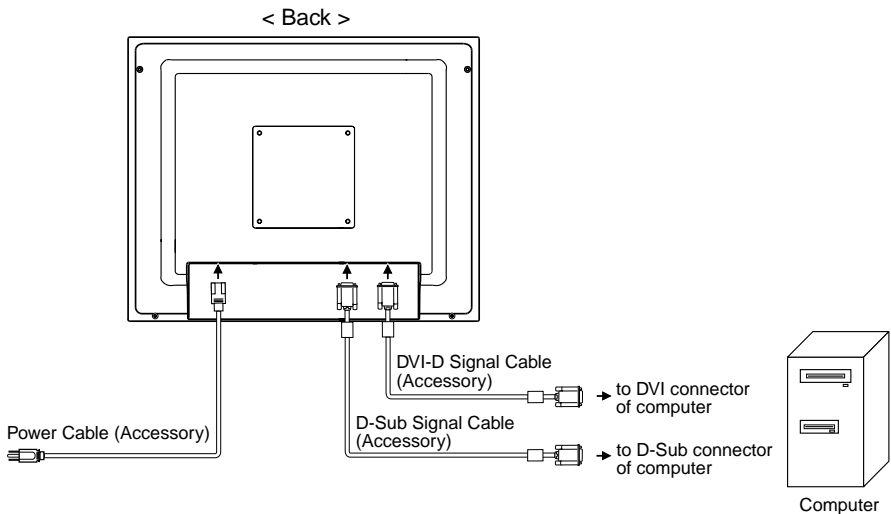 < Back >
DVI-D Signal Cable
(Accessory)
to DVI connector
of computer
D-Sub Signal Cable
(Accessory)
Power Cable (Accessory)
to D-Sub connector
of computer
Computer